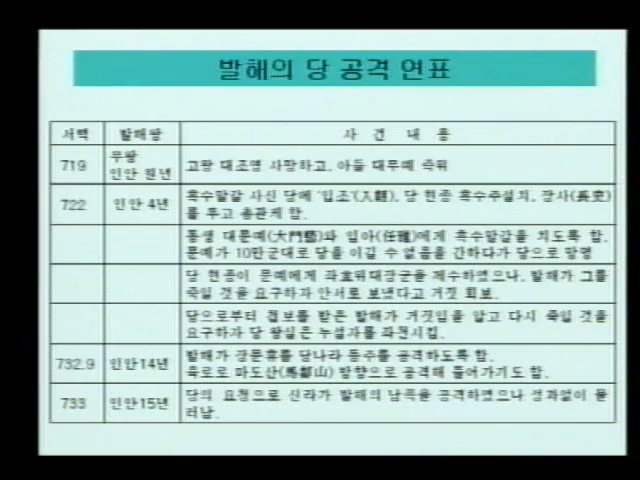 발해의 당 공격 연표
서력 발해왕 사 건 내 용
719 무왕 인안 원년 고왕 대조영 사망하고, 아들 대무예 즉위
722 인안 4년 흑수말갈 사신 당에 '입조'(入朝), 당 현종 흑수주설치, 장사(長史)
를 두고 총관케 함.
동생 대문예(大門藝)와 임아(任雅)에게 흑수말갈을 치도록 함.
문예가 10만군대로 당을 이길 수 없음을 간하다가 당으로 망명
당 현종이 문예에게 左驍위대장군을 제수하였으나, 발해가 그를
죽일 것을 요구하자 안서로 보냈다고 거짓 회보.
당으로부터 첩보를 받은 발해가 거짓임을 알고 다시 죽일 것을
요구하자 당 왕실은 누설자를 좌천시킴.
732.9 인안14년 발해가 장문휴를 당나라 등주를 공격하도록 함.
육로로 마도산(馬都山) 방향으로 공격해 들어가기도 함.
733 인안15년 당의 요청으로 신라가 발해의 남쪽을 공격하였으나 성과없이 물
러남.